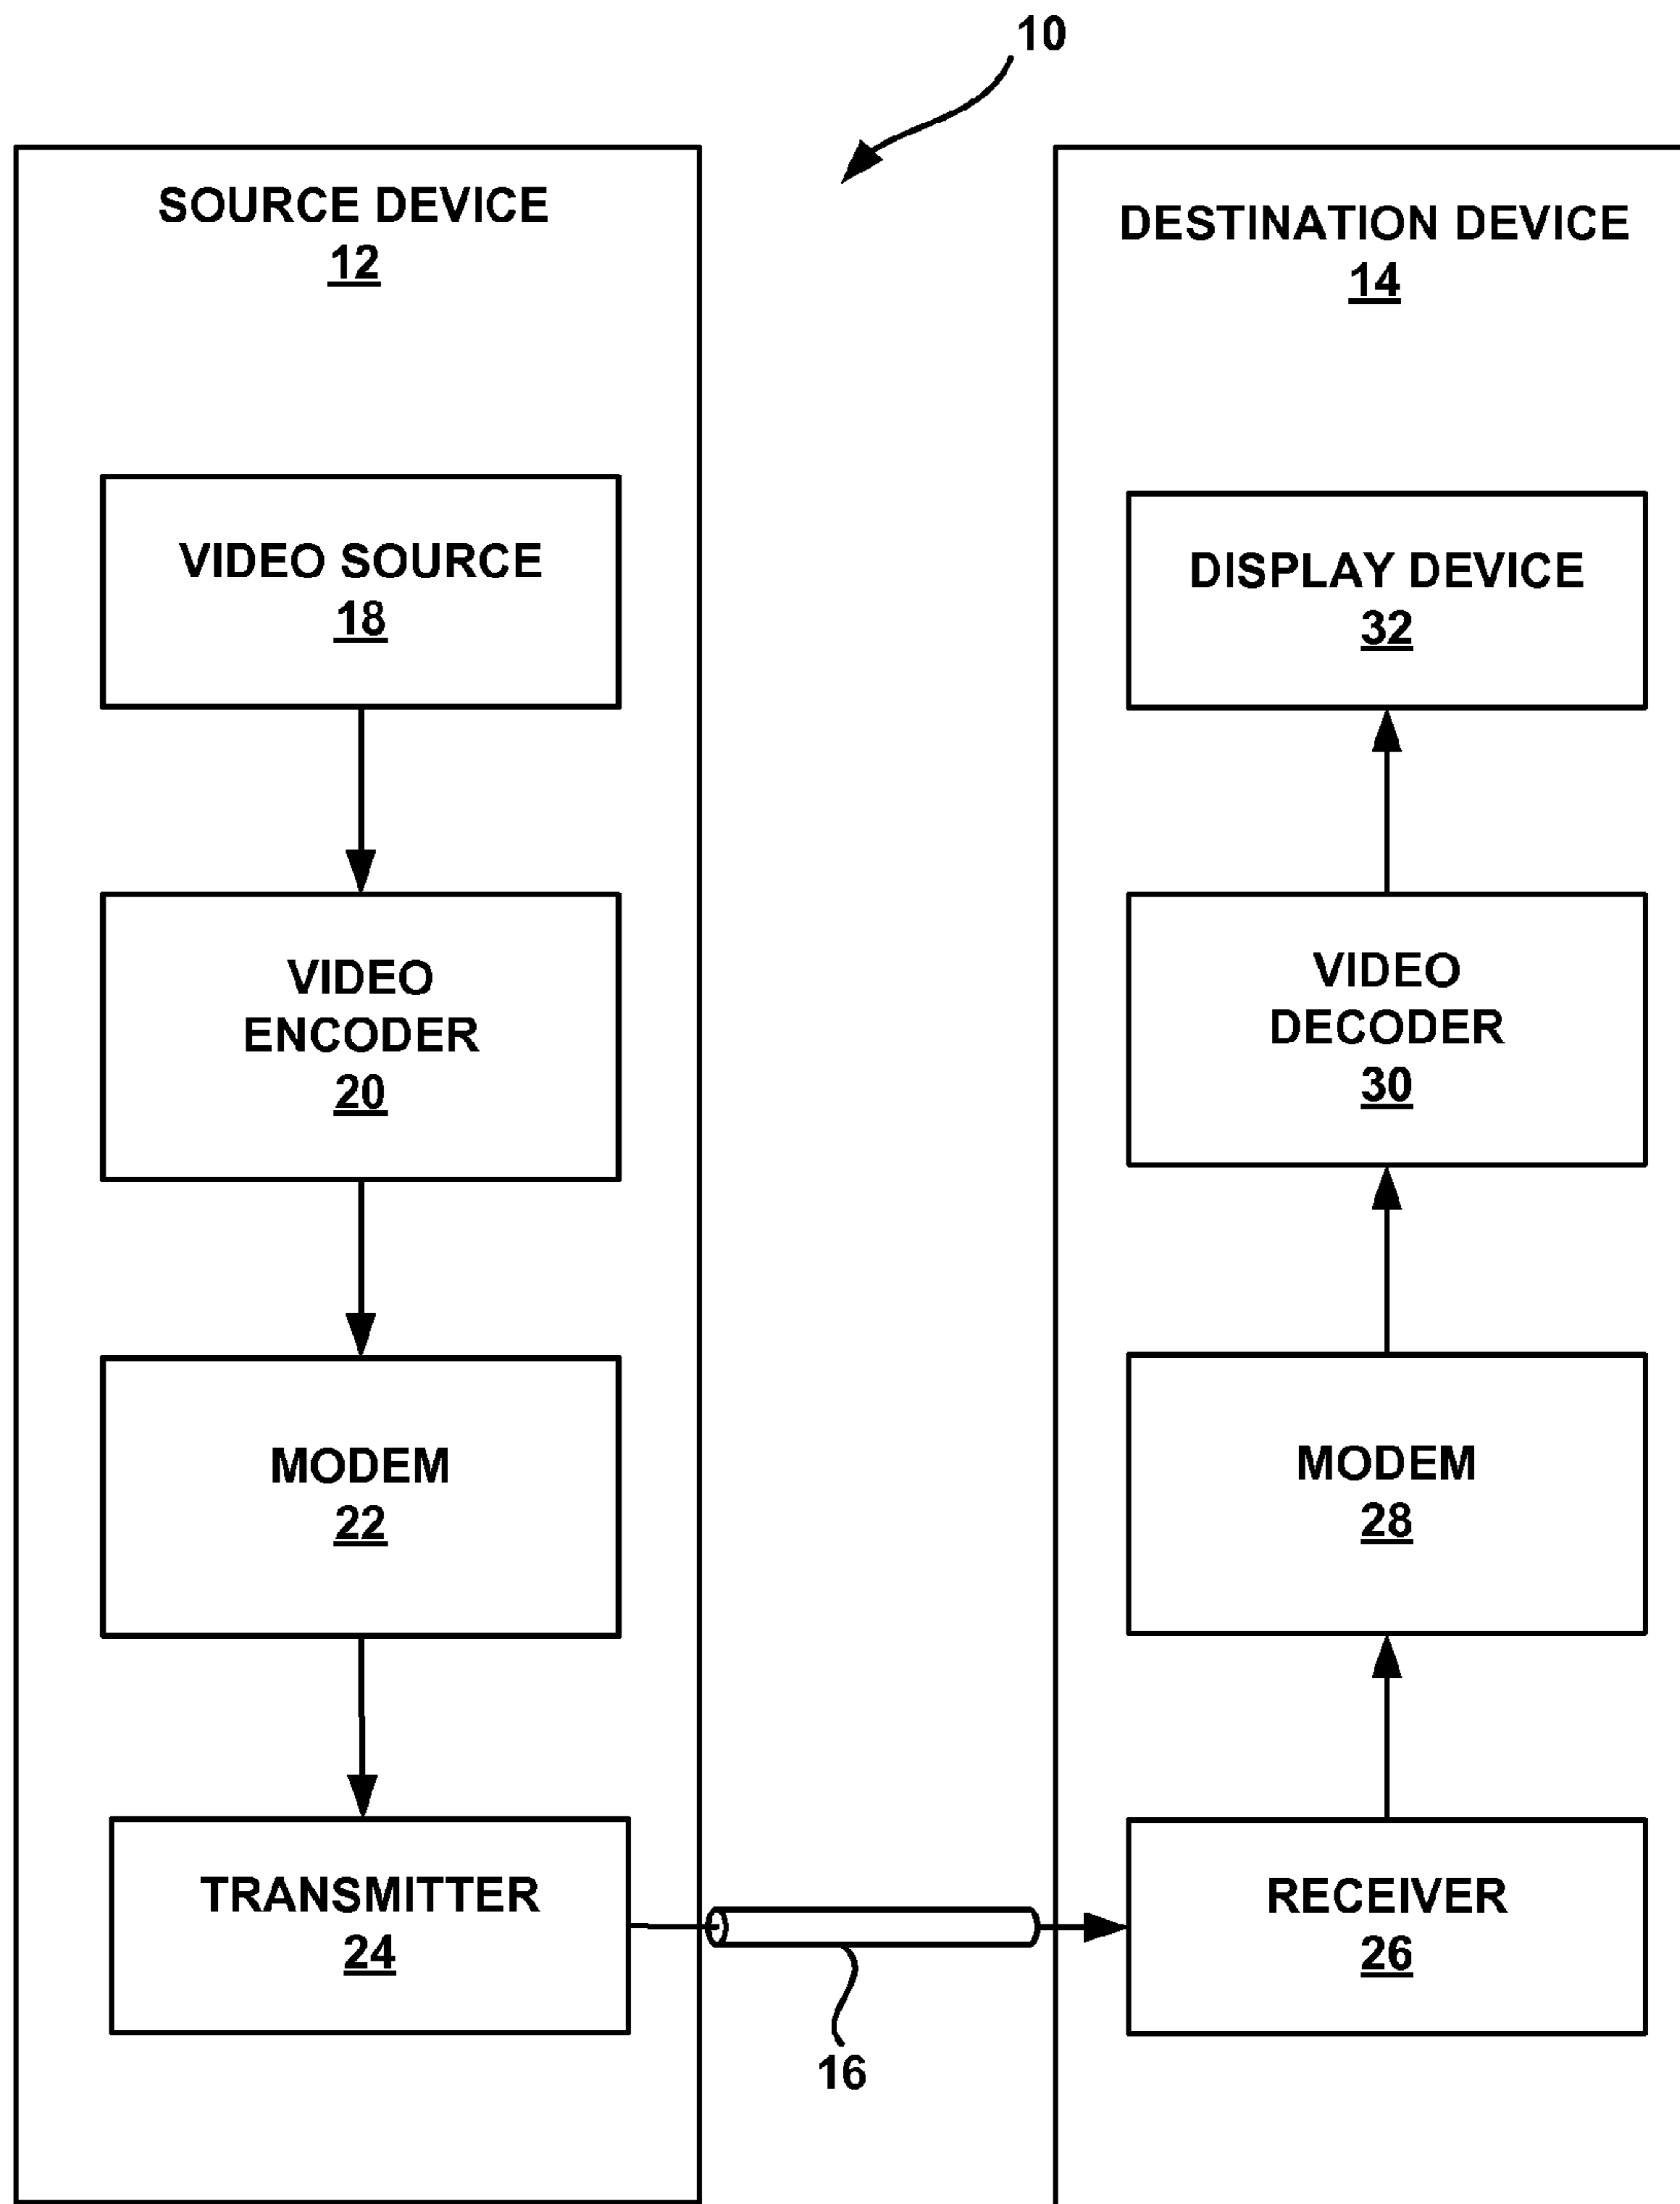 10
SOURCE DEVICE
12
VIDEO SOURCE
18
VIDEO
ENCODER
20
MODEM
22
TRANSMITTER
24
16
DESTINATION DEVICE
14
DISPLAY DEVICE
32
VIDEO
DECODER
30
MODEM
28
RECEIVER
26